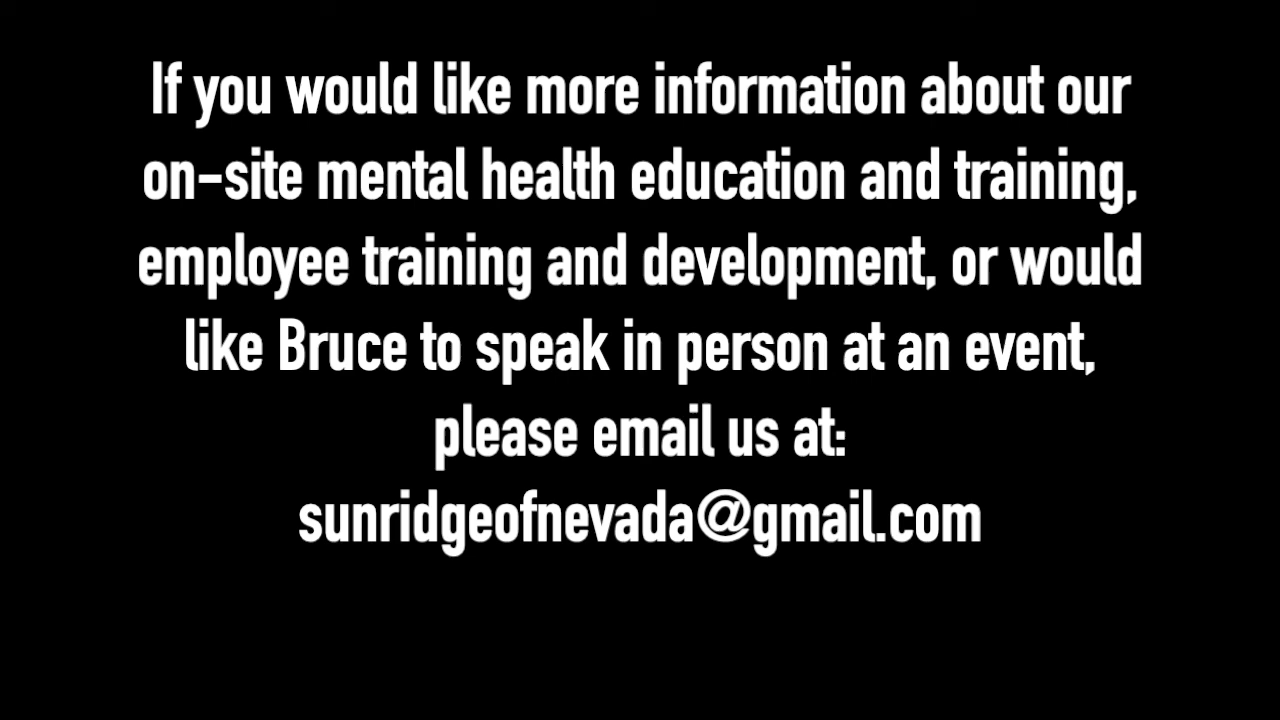 If you would like more information about our
on-site mental health education and training,
employee training and development, or would
like Bruce to speak in person at an event,
please email us at:
sunridgeofnevada@gmail.com